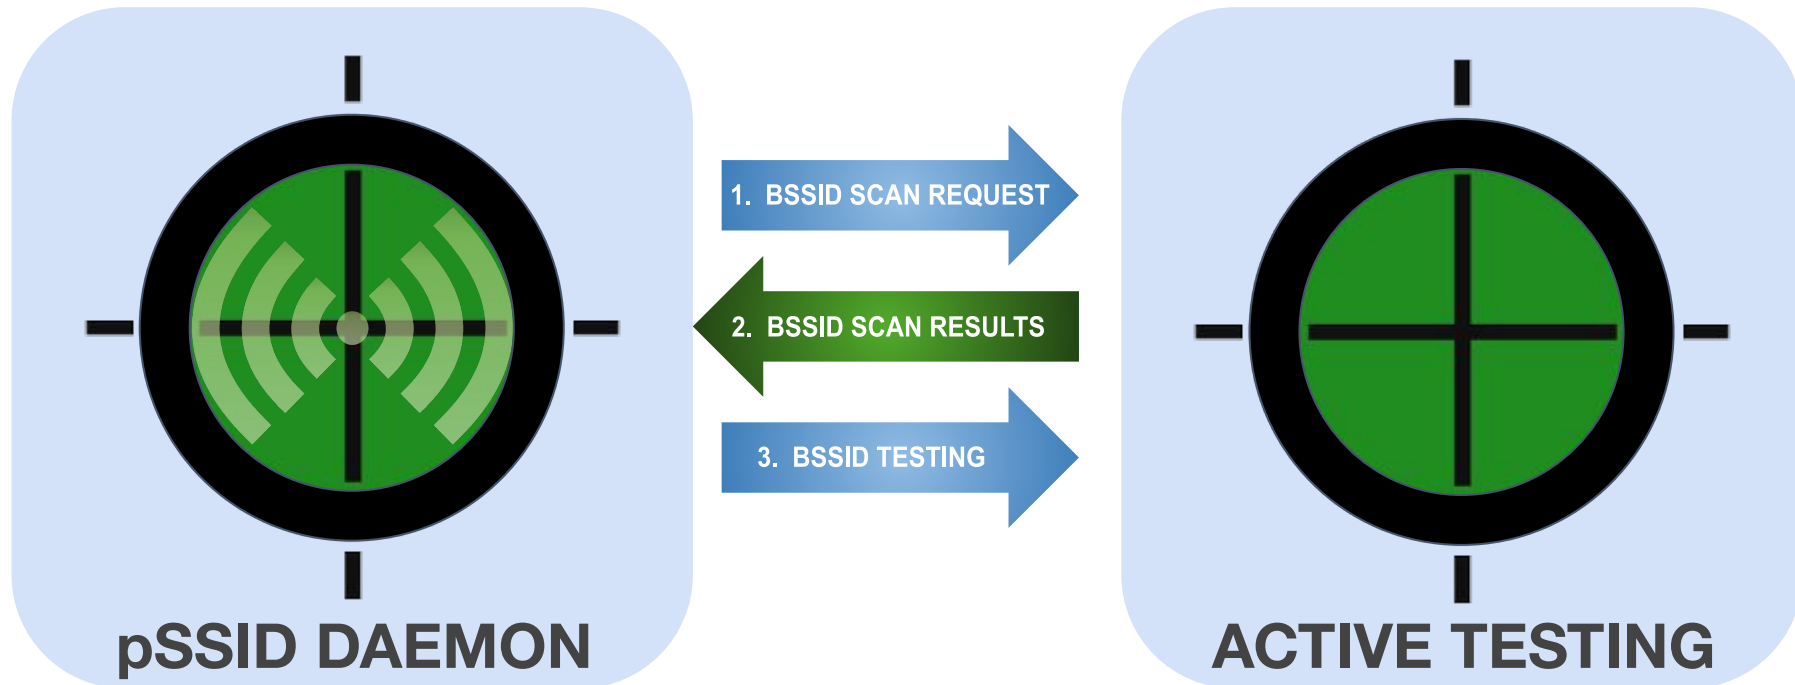 1. BSSID SCAN REQUEST
2. BSSID SCAN RESULTS
3. BSSID TESTING
pSSID DAEMON
ACTIVE TESTING